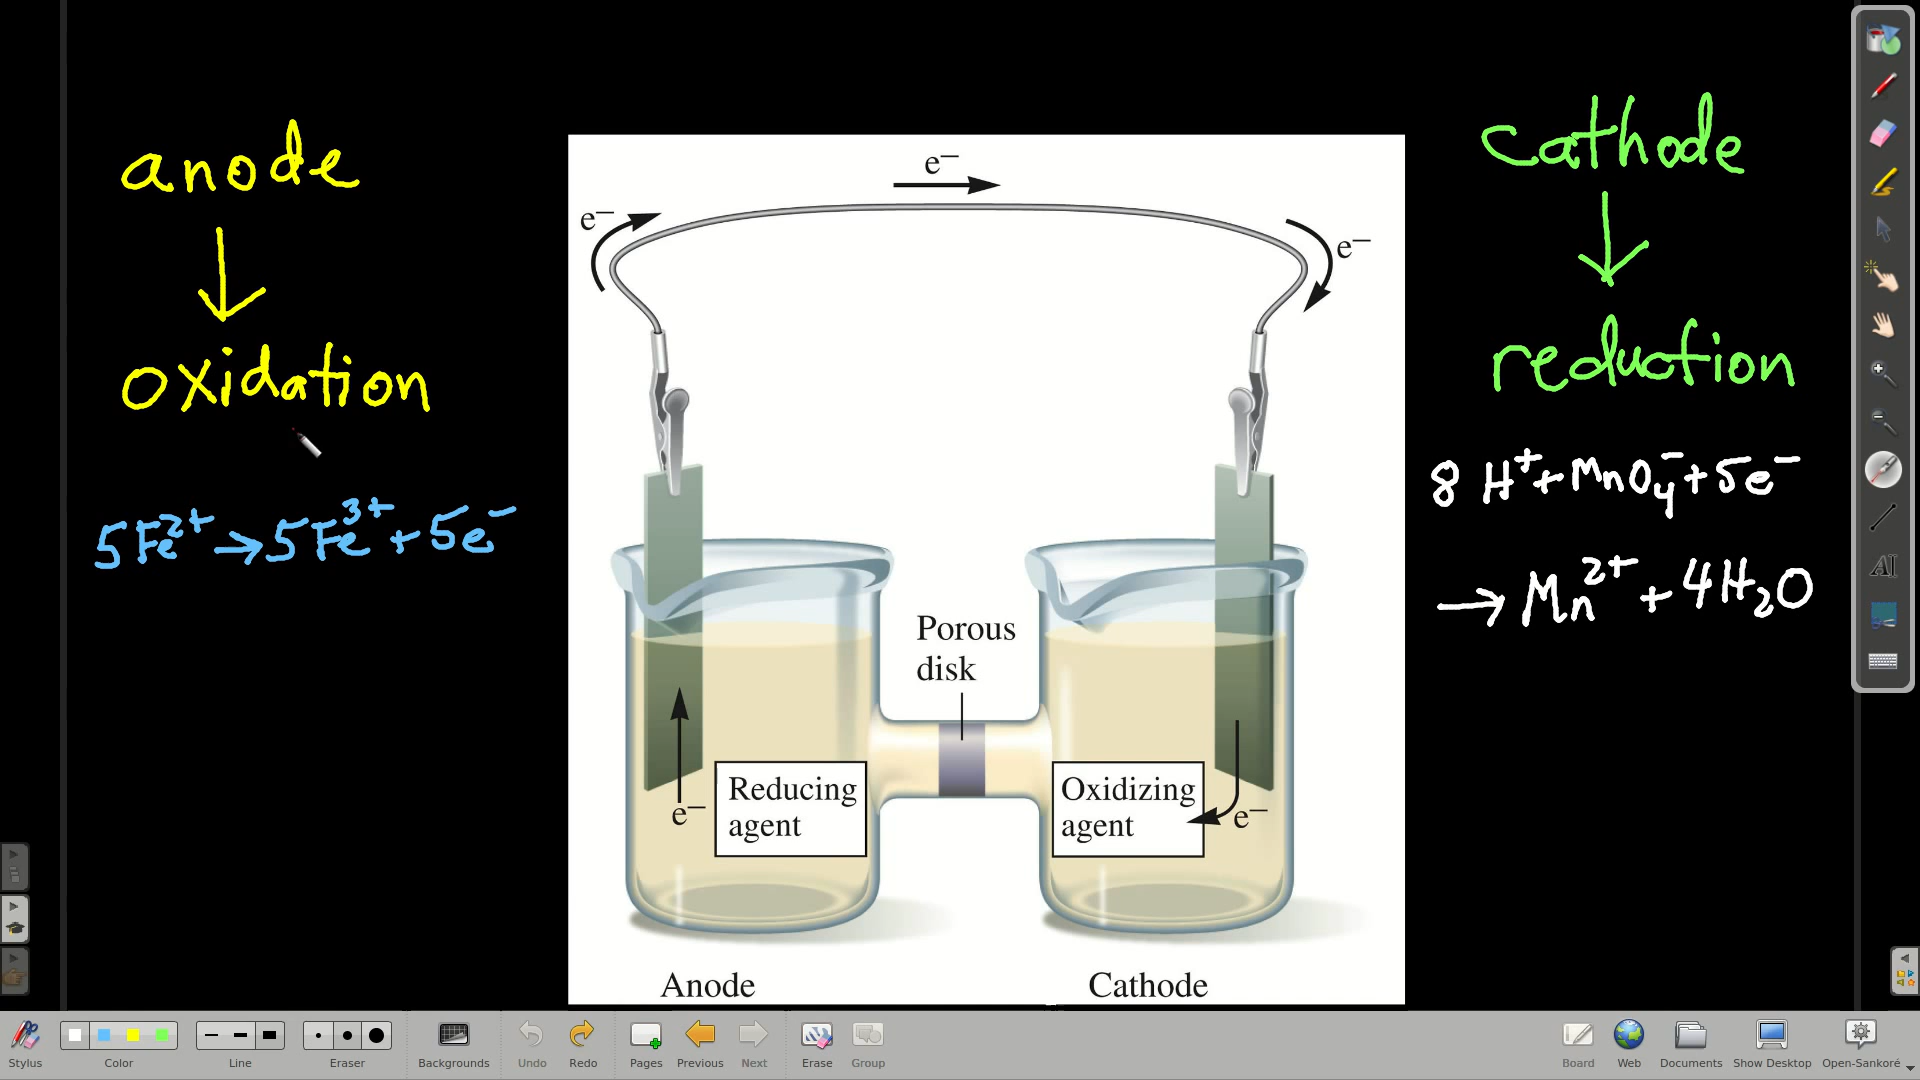 anode
oxidation
5Fe²⁺ → 5Fe³⁺ + 5e⁻
e⁻
e⁻
e⁻
Porous
disk
Reducing
agent
e⁻
Oxidizing
agent
e⁻
Anode
Cathode
cathode
reduction
8 H⁺ + MnO₄⁻ + 5e⁻
→ Mn²⁺ + 4H₂O
AI
Stylus
Color
Line
Eraser
Backgrounds
Undo
Redo
Pages
Previous
Next
Erase
Group
Board
Web
Documents
Show Desktop
Open-Sankoré